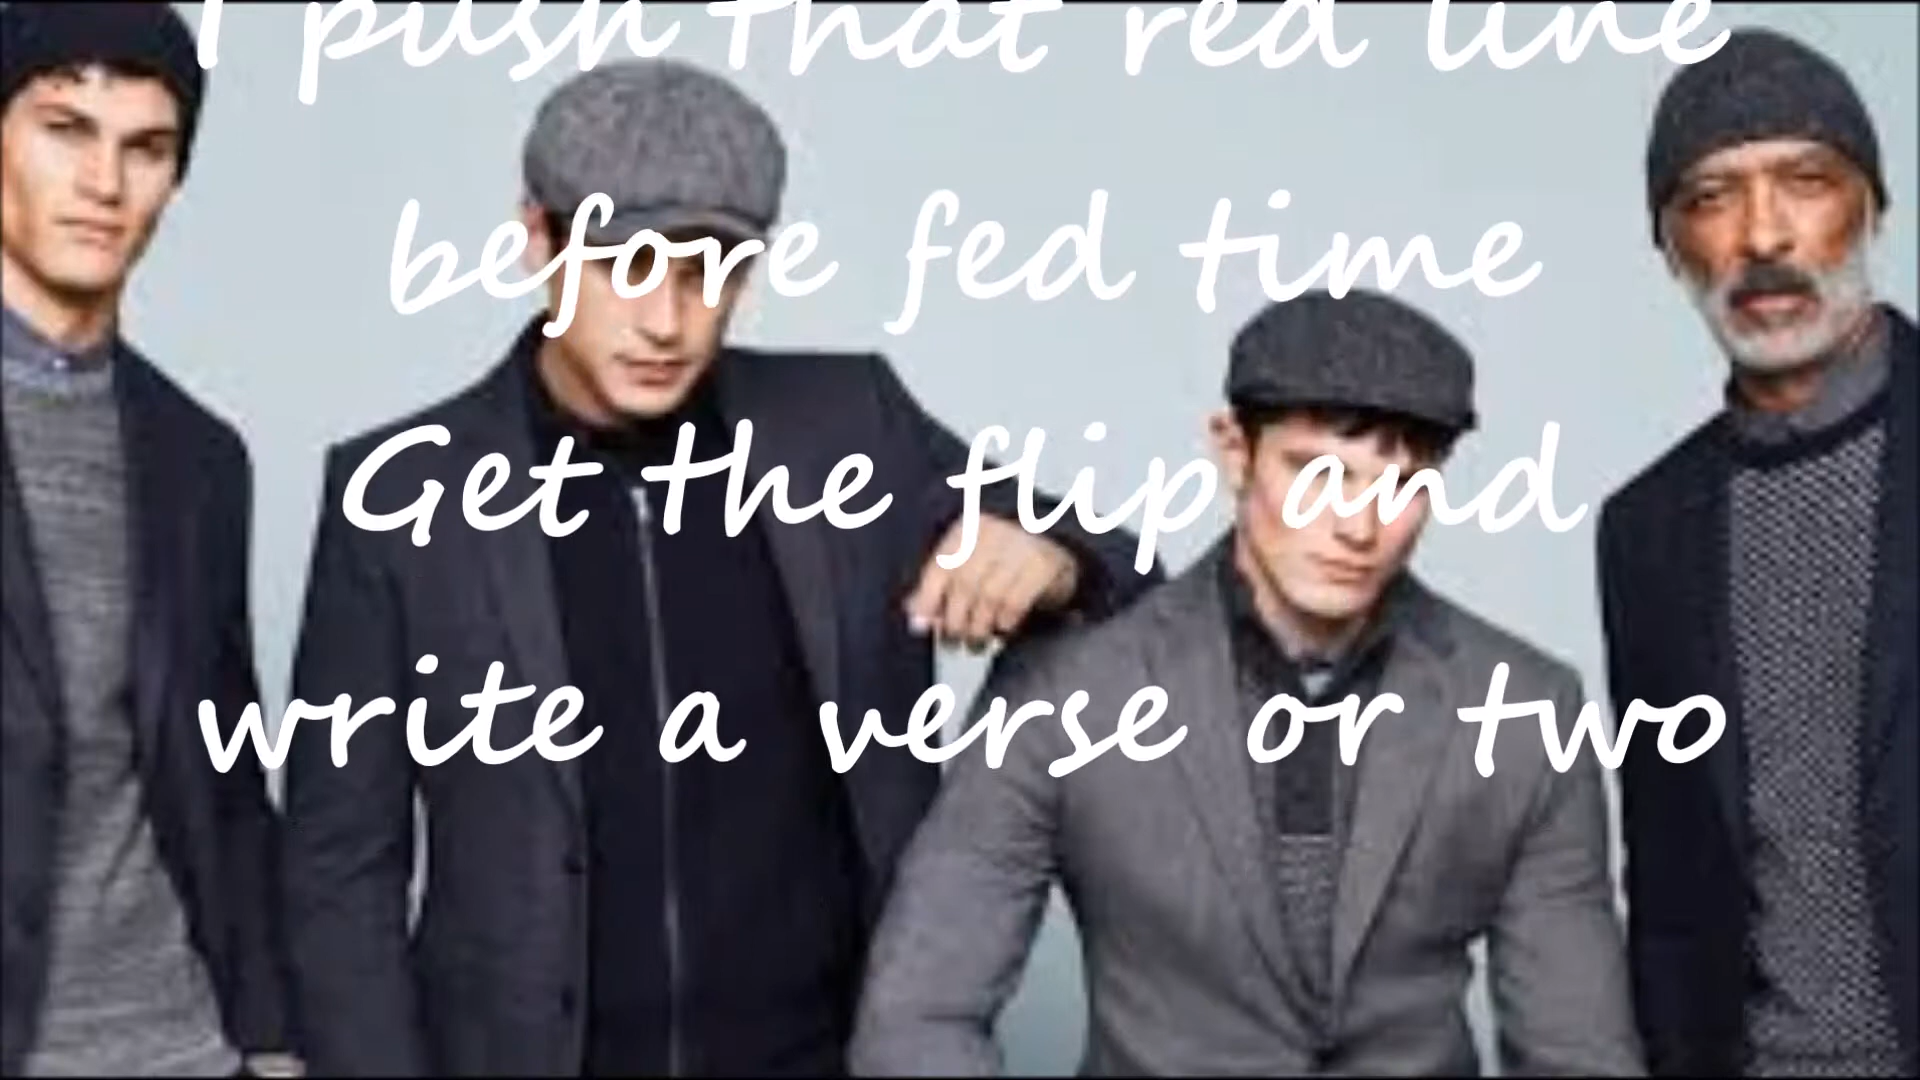 I push that red line
before fed time
Get the flip and
write a verse or two